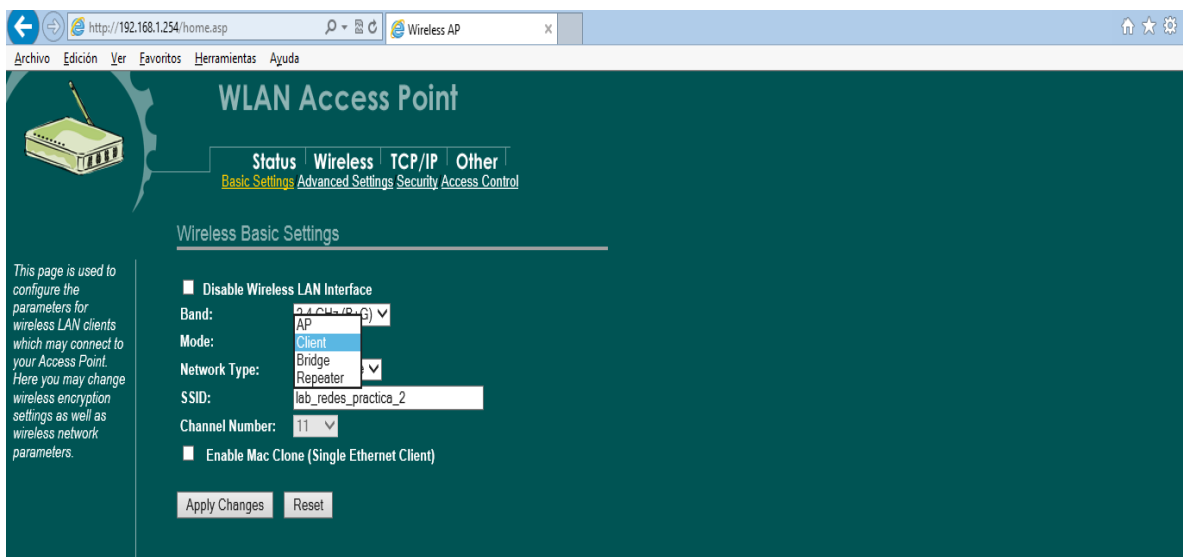 http://192.168.1.254/home.asp
Wireless AP
Archivo Edición Ver Favoritos Herramientas Ayuda
WLAN Access Point
Status Wireless TCP/IP Other
Basic Settings Advanced Settings Security Access Control
Wireless Basic Settings
This page is used to
configure the
parameters for
wireless LAN clients
which may connect to
your Access Point.
Here you may change
wireless encryption
settings as well as
wireless network
parameters.
Disable Wireless LAN Interface
Band: 2.4 GHz (B+G)
Mode:
AP
Client
Bridge
Repeater
Network Type:
SSID: lab_redes_practica_2
Channel Number: 11
Enable Mac Clone (Single Ethernet Client)
Apply Changes Reset